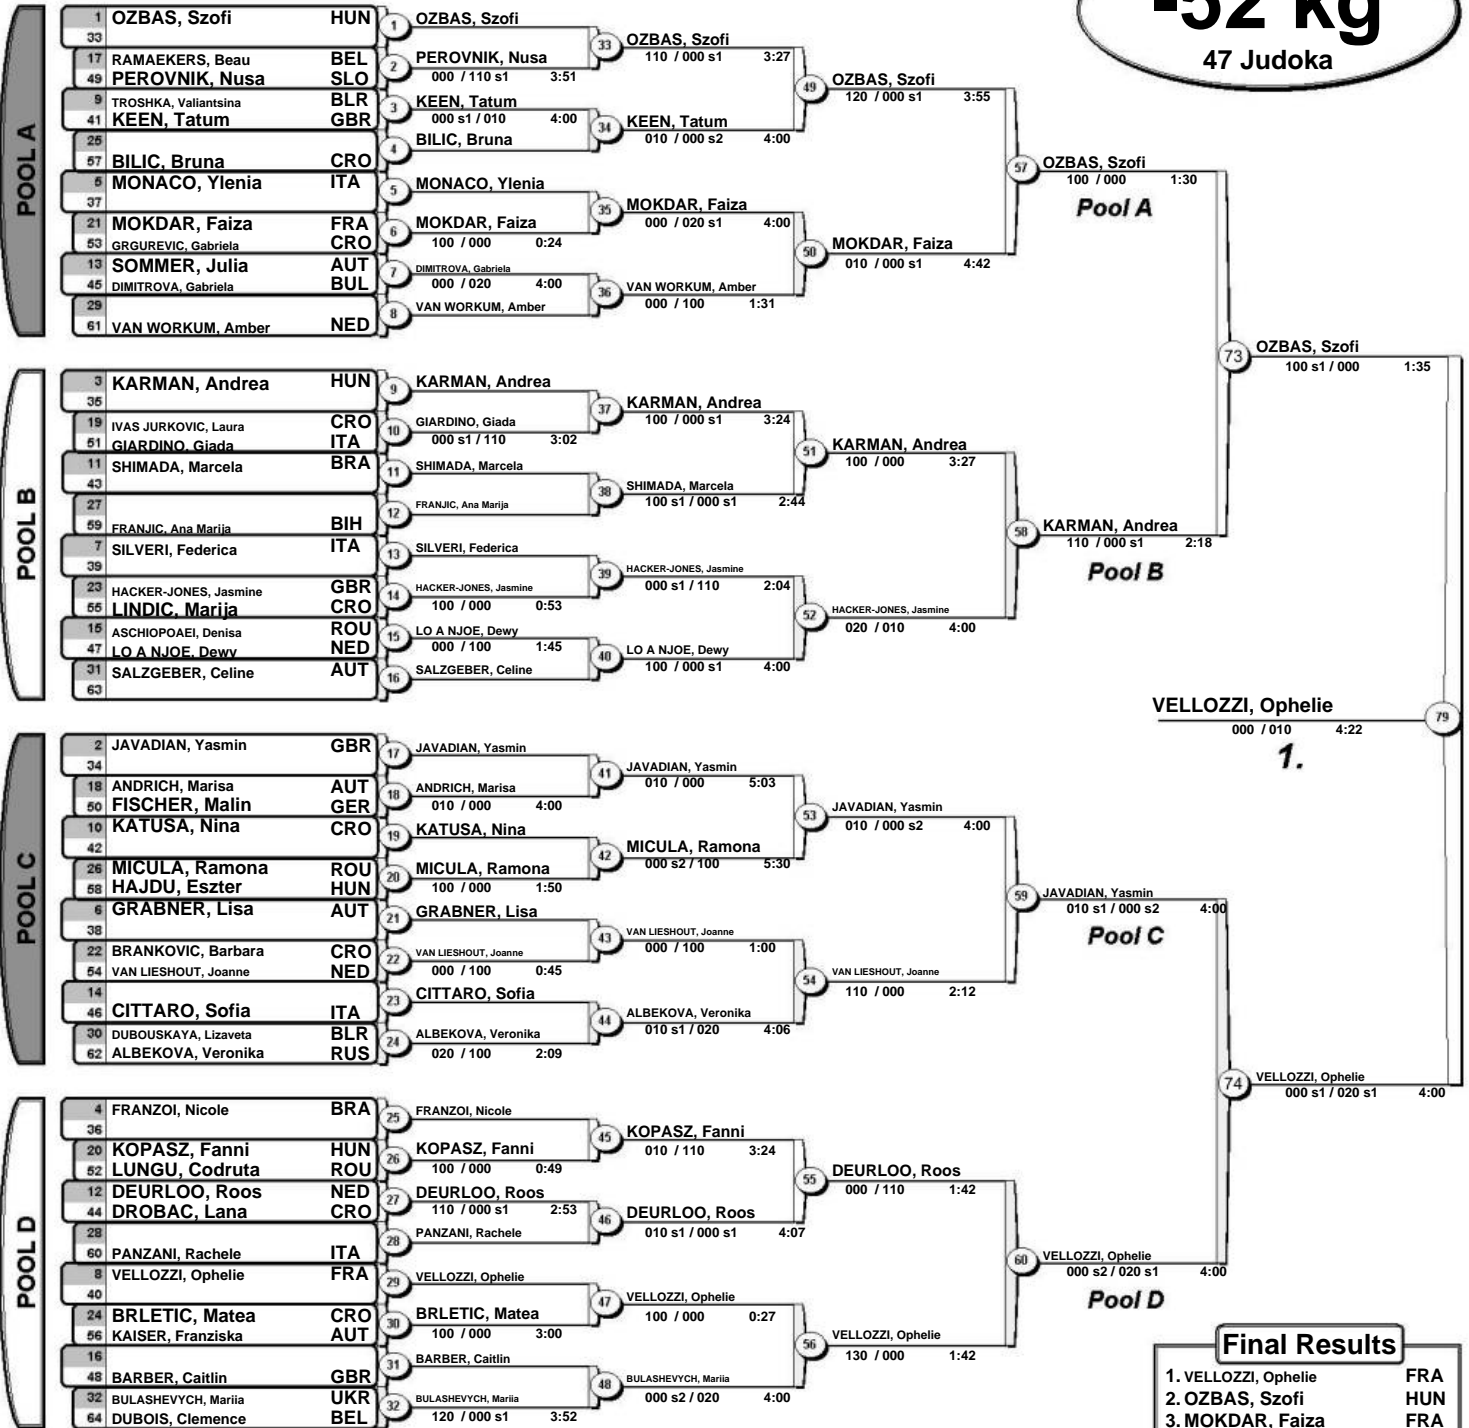 -52 kg
47 Judoka
POOL A
1 OZBAS, Szofi HUN
33
17 RAMAEKERS, Beau BEL
49 PEROVNIK, Nusa SLO
9 TROSHKA, Valiantsina BLR
41 KEEN, Tatum GBR
25
57 BILIC, Bruna CRO
5 MONACO, Ylenia ITA
37
21 MOKDAR, Faiza FRA
53 GRGUREVIC, Gabriela CRO
13 SOMMER, Julia AUT
45 DIMITROVA, Gabriela BUL
29
61 VAN WORKUM, Amber NED
1 OZBAS, Szofi
2 PEROVNIK, Nusa
000 / 110 s1 3:51
3 KEEN, Tatum
000 s1 / 010 4:00
4 BILIC, Bruna
5 MONACO, Ylenia
6 MOKDAR, Faiza
100 / 000 0:24
7 DIMITROVA, Gabriela
000 / 020 4:00
8 VAN WORKUM, Amber
33 OZBAS, Szofi
110 / 000 s1 3:27
34 KEEN, Tatum
010 / 000 s2 4:00
35 MOKDAR, Faiza
000 / 020 s1 4:00
36 VAN WORKUM, Amber
000 / 100 1:31
49 OZBAS, Szofi
120 / 000 s1 3:55
50 MOKDAR, Faiza
010 / 000 s1 4:42
57 OZBAS, Szofi
100 / 000 1:30
Pool A
POOL B
3 KARMAN, Andrea HUN
35
19 IVAS JURKOVIC, Laura CRO
51 GIARDINO, Giada ITA
11 SHIMADA, Marcela BRA
43
27
59 FRANJIC, Ana Marija BIH
7 SILVERI, Federica ITA
39
23 HACKER-JONES, Jasmine GBR
55 LINDIC, Marija CRO
15 ASCHIOPOAEI, Denisa ROU
47 LO A NJOE, Dewy NED
31 SALZGEBER, Celine AUT
63
9 KARMAN, Andrea
10 GIARDINO, Giada
000 s1 / 110 3:02
11 SHIMADA, Marcela
12 FRANJIC, Ana Marija
13 SILVERI, Federica
14 HACKER-JONES, Jasmine
100 / 000 0:53
15 LO A NJOE, Dewy
000 / 100 1:45
16 SALZGEBER, Celine
37 KARMAN, Andrea
100 / 000 s1 3:24
38 SHIMADA, Marcela
100 s1 / 000 s1 2:44
39 HACKER-JONES, Jasmine
000 s1 / 110 2:04
40 LO A NJOE, Dewy
100 / 000 s1 4:00
51 KARMAN, Andrea
100 / 000 3:27
52 HACKER-JONES, Jasmine
020 / 010 4:00
58 KARMAN, Andrea
110 / 000 s1 2:18
Pool B
73 OZBAS, Szofi
100 s1 / 000 1:35
VELLOZZI, Ophelie 79
000 / 010 4:22
1.
POOL C
2 JAVADIAN, Yasmin GBR
34
18 ANDRICH, Marisa AUT
50 FISCHER, Malin GER
10 KATUSA, Nina CRO
42
26 MICULA, Ramona ROU
58 HAJDU, Eszter HUN
6 GRABNER, Lisa AUT
38
22 BRANKOVIC, Barbara CRO
54 VAN LIESHOUT, Joanne NED
14
46 CITTARO, Sofia ITA
30 DUBOUSKAYA, Lizaveta BLR
62 ALBEKOVA, Veronika RUS
17 JAVADIAN, Yasmin
18 ANDRICH, Marisa
010 / 000 4:00
19 KATUSA, Nina
20 MICULA, Ramona
100 / 000 1:50
21 GRABNER, Lisa
22 VAN LIESHOUT, Joanne
000 / 100 0:45
23 CITTARO, Sofia
24 ALBEKOVA, Veronika
020 / 100 2:09
41 JAVADIAN, Yasmin
010 / 000 5:03
42 MICULA, Ramona
000 s2 / 100 5:30
43 VAN LIESHOUT, Joanne
000 / 100 1:00
44 ALBEKOVA, Veronika
010 s1 / 020 4:06
53 JAVADIAN, Yasmin
010 / 000 s2 4:00
54 VAN LIESHOUT, Joanne
110 / 000 2:12
59 JAVADIAN, Yasmin
010 s1 / 000 s2 4:00
Pool C
POOL D
4 FRANZOI, Nicole BRA
36
20 KOPASZ, Fanni HUN
52 LUNGU, Codruta ROU
12 DEURLOO, Roos NED
44 DROBAC, Lana CRO
28
60 PANZANI, Rachele ITA
8 VELLOZZI, Ophelie FRA
40
24 BRLETIC, Matea CRO
56 KAISER, Franziska AUT
16
48 BARBER, Caitlin GBR
32 BULASHEVYCH, Mariia UKR
64 DUBOIS, Clemence BEL
25 FRANZOI, Nicole
26 KOPASZ, Fanni
100 / 000 0:49
27 DEURLOO, Roos
110 / 000 s1 2:53
28 PANZANI, Rachele
29 VELLOZZI, Ophelie
30 BRLETIC, Matea
100 / 000 3:00
31 BARBER, Caitlin
32 BULASHEVYCH, Mariia
120 / 000 s1 3:52
45 KOPASZ, Fanni
010 / 110 3:24
46 DEURLOO, Roos
010 s1 / 000 s1 4:07
47 VELLOZZI, Ophelie
100 / 000 0:27
48 BULASHEVYCH, Mariia
000 s2 / 020 4:00
55 DEURLOO, Roos
000 / 110 1:42
56 VELLOZZI, Ophelie
130 / 000 1:42
60 VELLOZZI, Ophelie
000 s2 / 020 s1 4:00
Pool D
74 VELLOZZI, Ophelie
000 s1 / 020 s1 4:00
Final Results
1. VELLOZZI, Ophelie FRA
2. OZBAS, Szofi HUN
3. MOKDAR, Faiza FRA